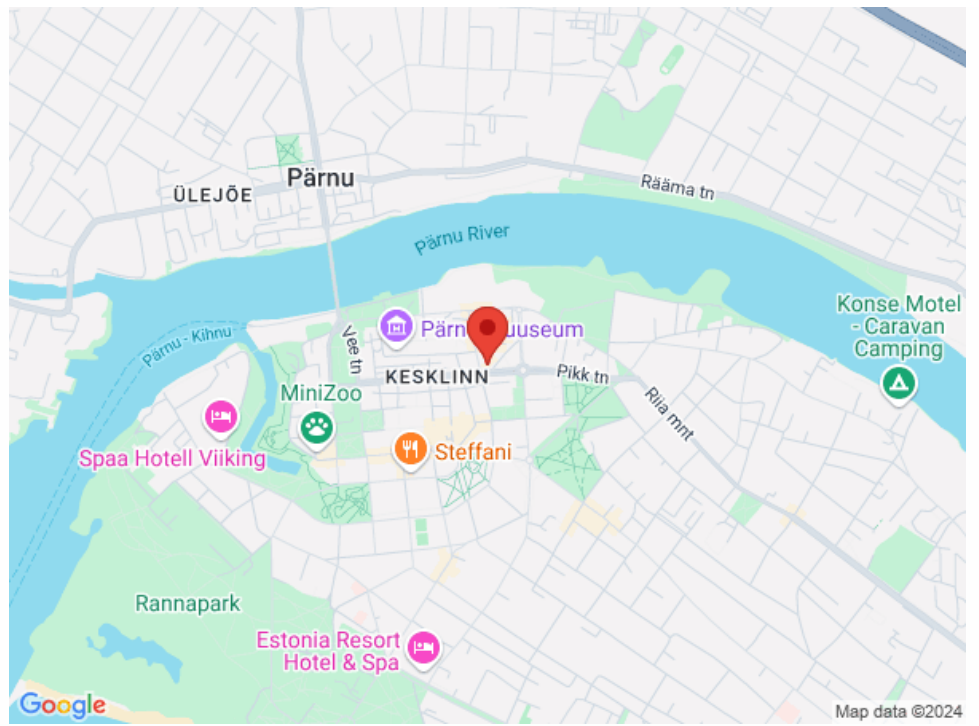 Rääma tn
Pärnu
ÜLEJÕE
Pärnu River
Konse Motel
- Caravan
Camping
Pärnu - Kihnu
Vee tn
KESKLINN
Pikk tn
MiniZoo
Riia mnt
Spaa Hotell Viiking
Steffani
Rannapark
Estonia Resort
Hotel & Spa
Google
Map data ©2024